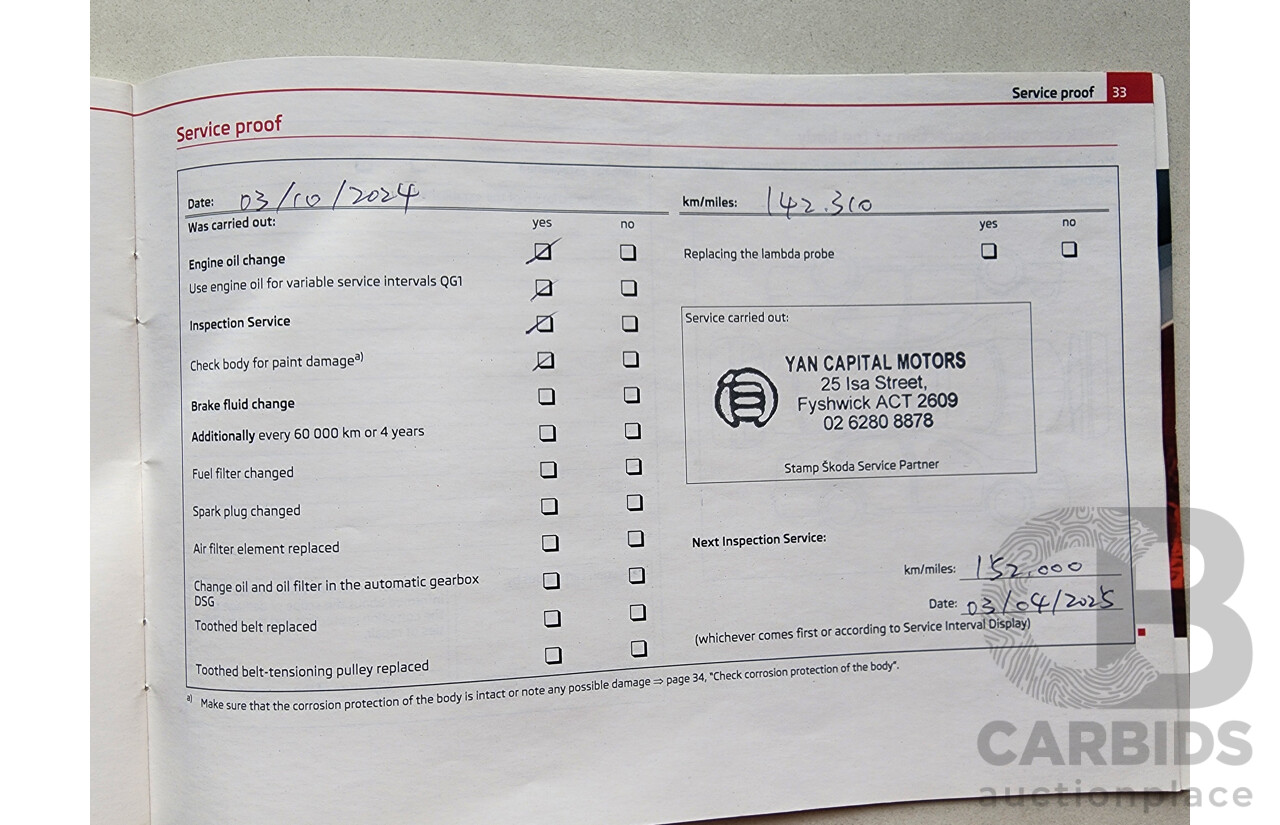 Service proof 33
Service proof
Date: 03/10/2024 km/miles: 142.310
Was carried out: yes no yes no
Engine oil change Replacing the lambda probe
Use engine oil for variable service intervals QG1
Inspection Service Service carried out:
Check body for paint damage a)
YAN CAPITAL MOTORS
25 Isa Street,
Fyshwick ACT 2609
02 6280 8878
Brake fluid change
Additionally every 60 000 km or 4 years
Fuel filter changed Stamp Škoda Service Partner
Spark plug changed
Air filter element replaced Next Inspection Service:
Change oil and oil filter in the automatic gearbox km/miles: 152,000
DSG
Toothed belt replaced Date: 03/04/2025
(whichever comes first or according to Service Interval Display)
Toothed belt-tensioning pulley replaced
a) Make sure that the corrosion protection of the body is intact or note any possible damage ⇒ page 34, "Check corrosion protection of the body".
CARBIDS
auctionplace